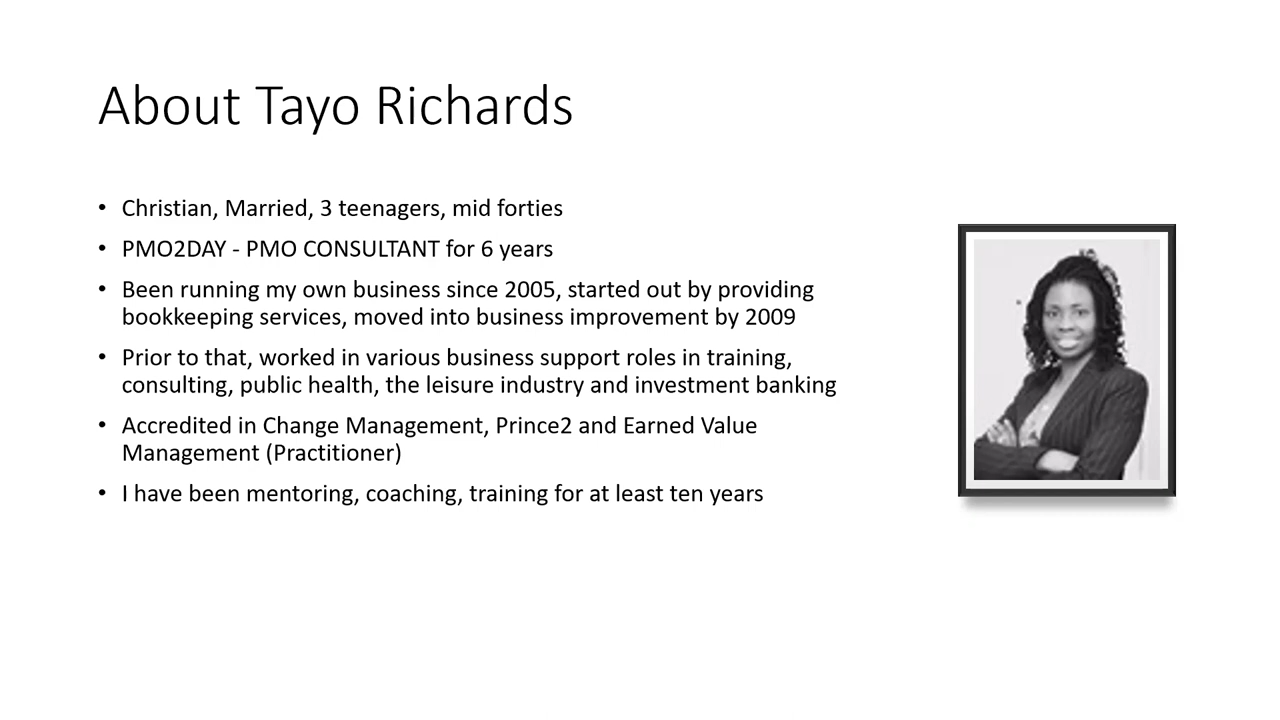 About Tayo Richards
• Christian, Married, 3 teenagers, mid forties
• PMO2DAY - PMO CONSULTANT for 6 years
• Been running my own business since 2005, started out by providing
bookkeeping services, moved into business improvement by 2009
• Prior to that, worked in various business support roles in training,
consulting, public health, the leisure industry and investment banking
• Accredited in Change Management, Prince2 and Earned Value
Management (Practitioner)
• I have been mentoring, coaching, training for at least ten years